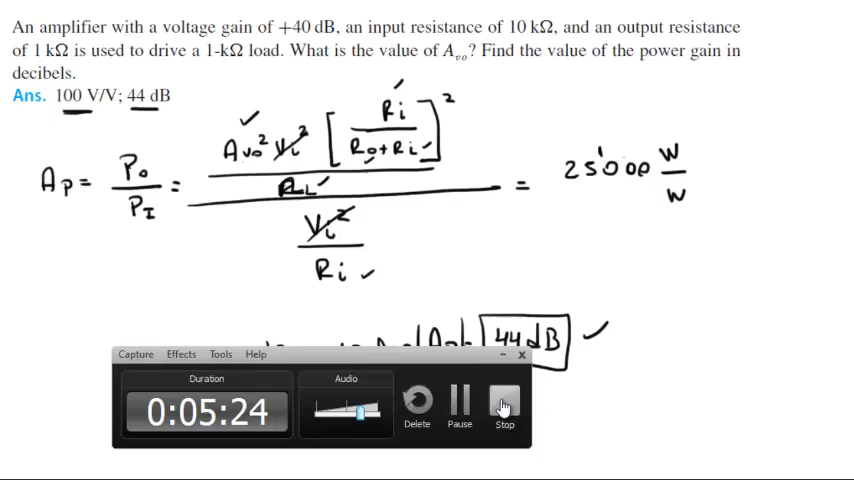 An amplifier with a voltage gain of +40 dB, an input resistance of 10 kΩ, and an output resistance
of 1 kΩ is used to drive a 1-kΩ load. What is the value of Avo? Find the value of the power gain in
decibels.
Ans. 100 V/V; 44 dB
Ap = Po / PI = Avo² Vi² [ Ri / Ro+Ri ]² / RL / Vi² / Ri = 25'000 W/W
44 dB
Capture Effects Tools Help – x
Duration Audio
0:05:24
Delete Pause Stop